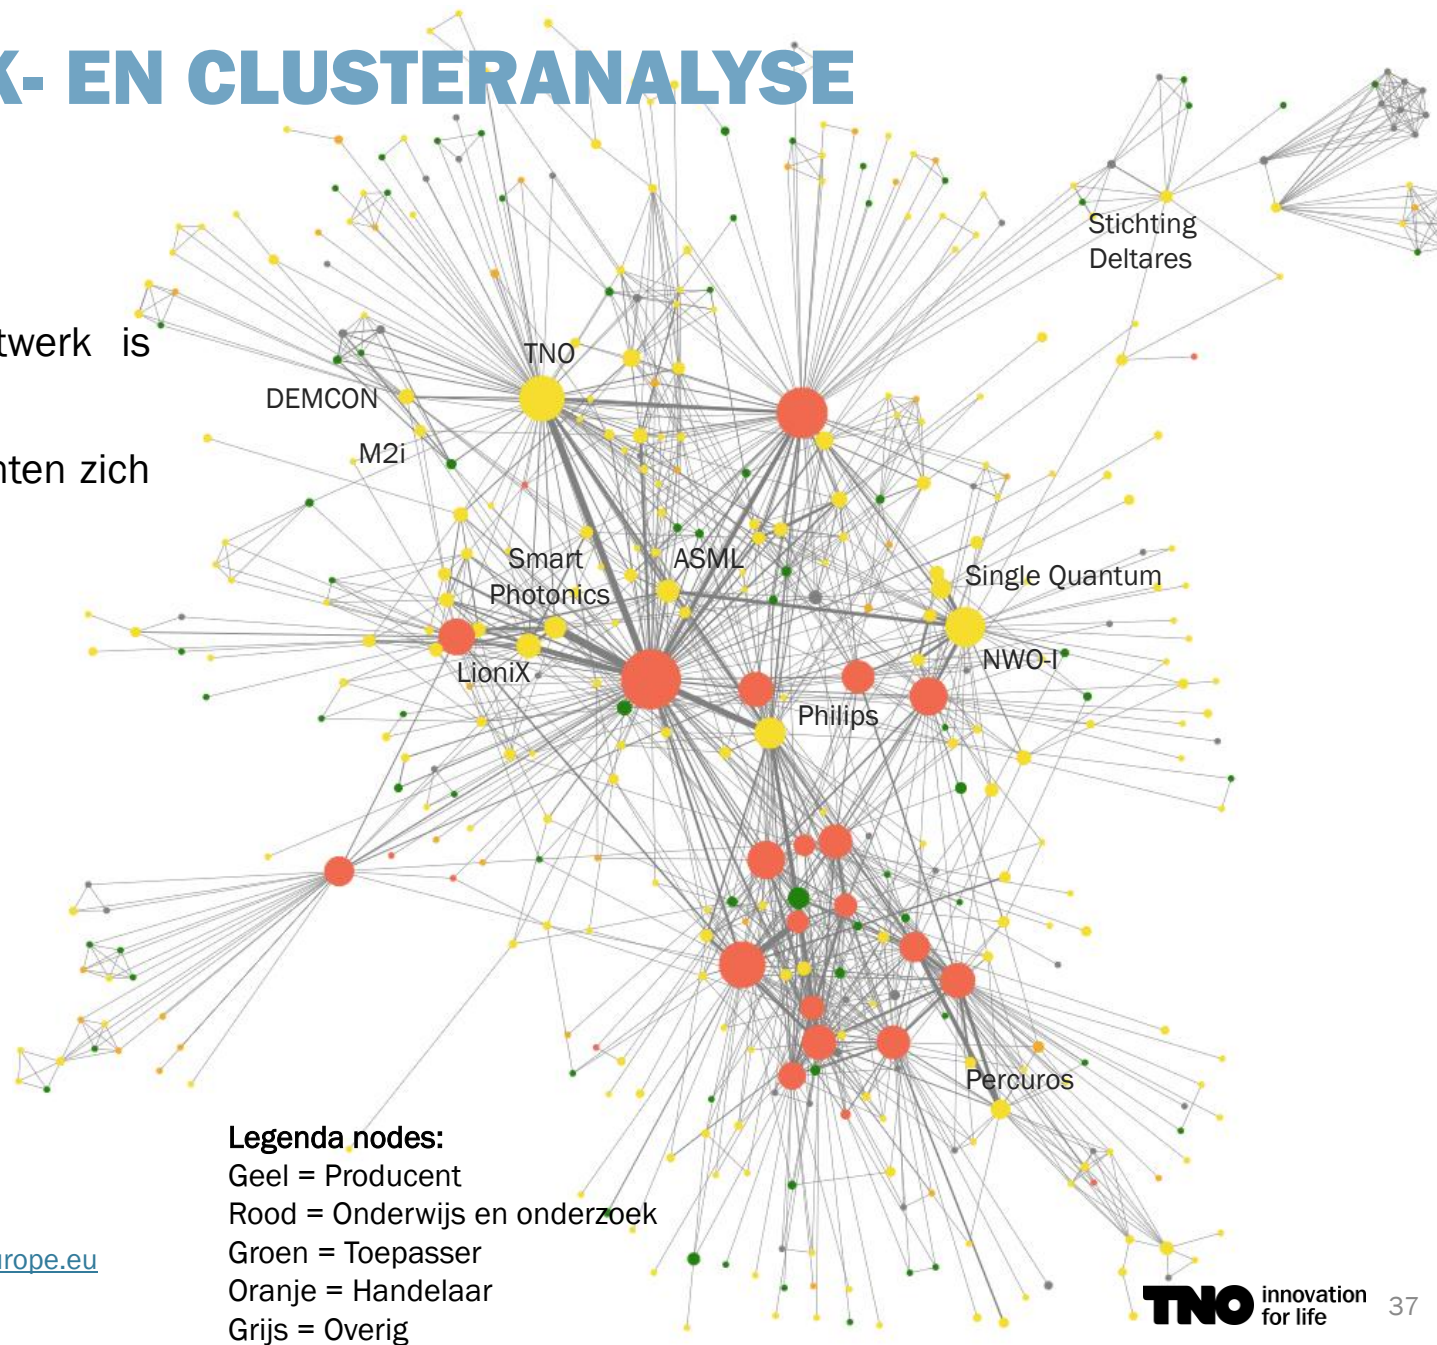 K- EN CLUSTERANALYSE
Stichting
Deltares
twerk is
TNO
DEMCON
M2i
nten zich
Smart
Photonics
ASML
Single Quantum
NWO-I
LioniX
Philips
Percuros
Legenda nodes:
Geel = Producent
Rood = Onderwijs en onderzoek
Groen = Toepasser
urope.eu
Oranje = Handelaar
Grijs = Overig
TNO innovation
for life
37